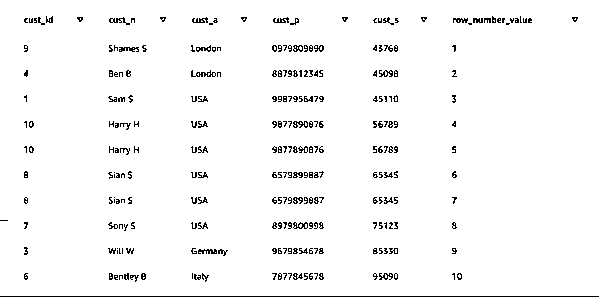 cust_id cust_n cust_a cust_p cust_s row_number_value
9 Shames S London 0979809890 43768 1
4 Ben B London 8879812345 45098 2
1 Sam S USA 9987956479 45310 3
10 Harry H USA 9877890876 56789 4
10 Harry H USA 9877890876 56789 5
8 Sian S USA 6579899887 65345 6
8 Sian S USA 6579899887 65345 7
7 Sony S USA 8979800998 75123 8
3 Will W Germany 9679854678 85330 9
6 Bentley B Italy 7877845678 95090 10